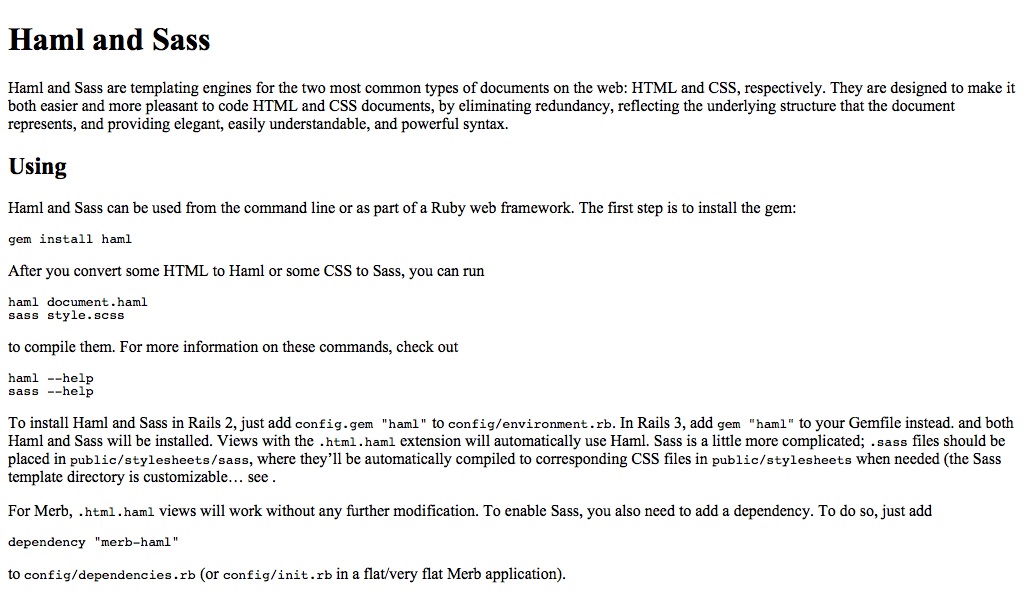 Haml and Sass
Haml and Sass are templating engines for the two most common types of documents on the web: HTML and CSS, respectively. They are designed to make it
both easier and more pleasant to code HTML and CSS documents, by eliminating redundancy, reflecting the underlying structure that the document
represents, and providing elegant, easily understandable, and powerful syntax.
Using
Haml and Sass can be used from the command line or as part of a Ruby web framework. The first step is to install the gem:
gem install haml
After you convert some HTML to Haml or some CSS to Sass, you can run
haml document.haml
sass style.scss
to compile them. For more information on these commands, check out
haml --help
sass --help
To install Haml and Sass in Rails 2, just add config.gem "haml" to config/environment.rb. In Rails 3, add gem "haml" to your Gemfile instead. and both
Haml and Sass will be installed. Views with the .html.haml extension will automatically use Haml. Sass is a little more complicated; .sass files should be
placed in public/stylesheets/sass, where they’ll be automatically compiled to corresponding CSS files in public/stylesheets when needed (the Sass
template directory is customizable… see .
For Merb, .html.haml views will work without any further modification. To enable Sass, you also need to add a dependency. To do so, just add
dependency "merb-haml"
to config/dependencies.rb (or config/init.rb in a flat/very flat Merb application).